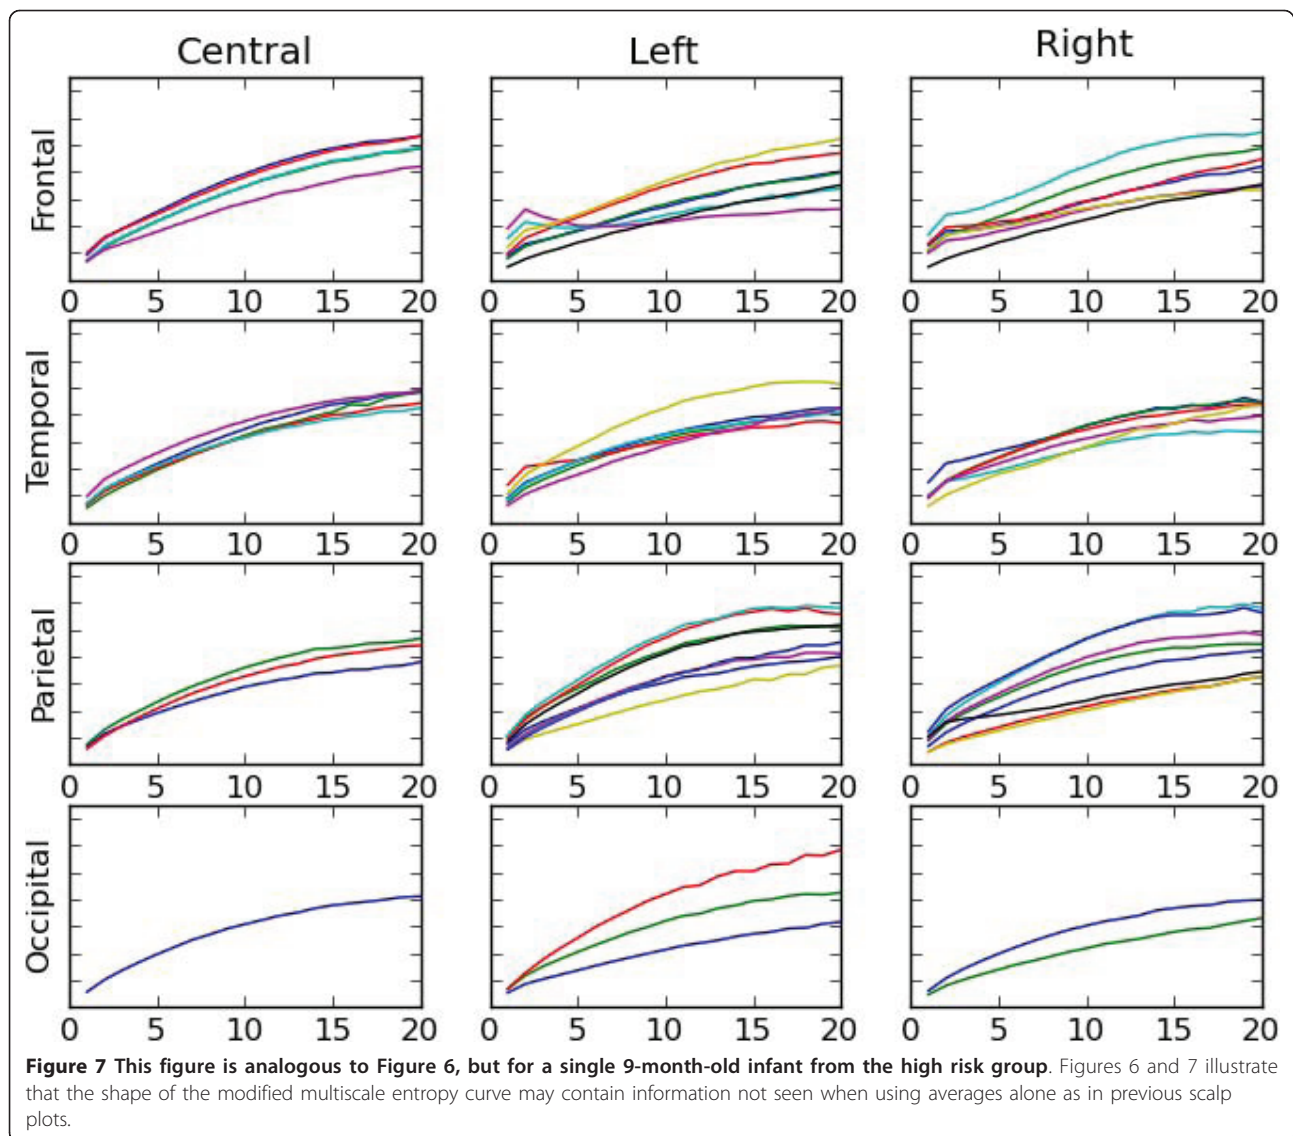 Central Left Right
Frontal
0 5 10 15 20 0 5 10 15 20 0 5 10 15 20
Temporal
0 5 10 15 20 0 5 10 15 20 0 5 10 15 20
Parietal
0 5 10 15 20 0 5 10 15 20 0 5 10 15 20
Occipital
0 5 10 15 20 0 5 10 15 20 0 5 10 15 20
Figure 7 This figure is analogous to Figure 6, but for a single 9-month-old infant from the high risk group. Figures 6 and 7 illustrate
that the shape of the modified multiscale entropy curve may contain information not seen when using averages alone as in previous scalp
plots.